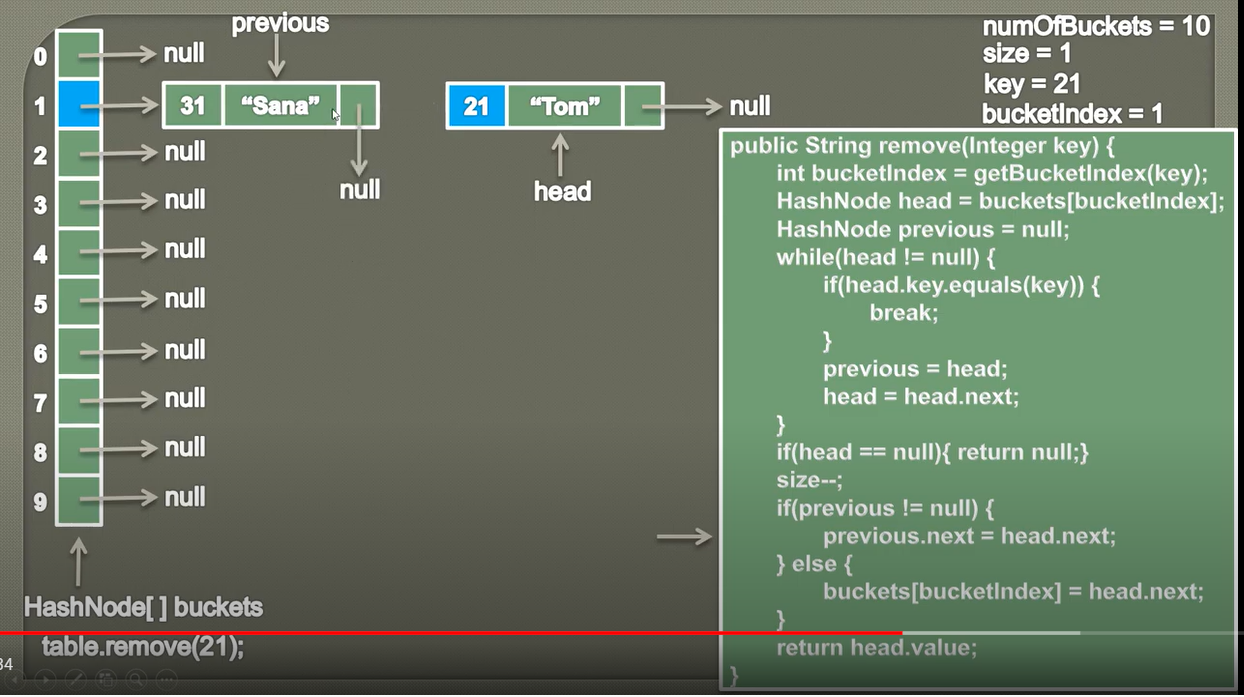 previous
numOfBuckets = 10
size = 1
key = 21
bucketIndex = 1
0 null
1 31 “Sana” 21 “Tom” null
null
head
2 null
3 null
4 null
5 null
6 null
7 null
8 null
9 null
HashNode[ ] buckets
table.remove(21);
34
public String remove(Integer key) {
int bucketIndex = getBucketIndex(key);
HashNode head = buckets[bucketIndex];
HashNode previous = null;
while(head != null) {
if(head.key.equals(key)) {
break;
}
previous = head;
head = head.next;
}
if(head == null){ return null;}
size--;
if(previous != null) {
previous.next = head.next;
} else {
buckets[bucketIndex] = head.next;
}
return head.value;
}